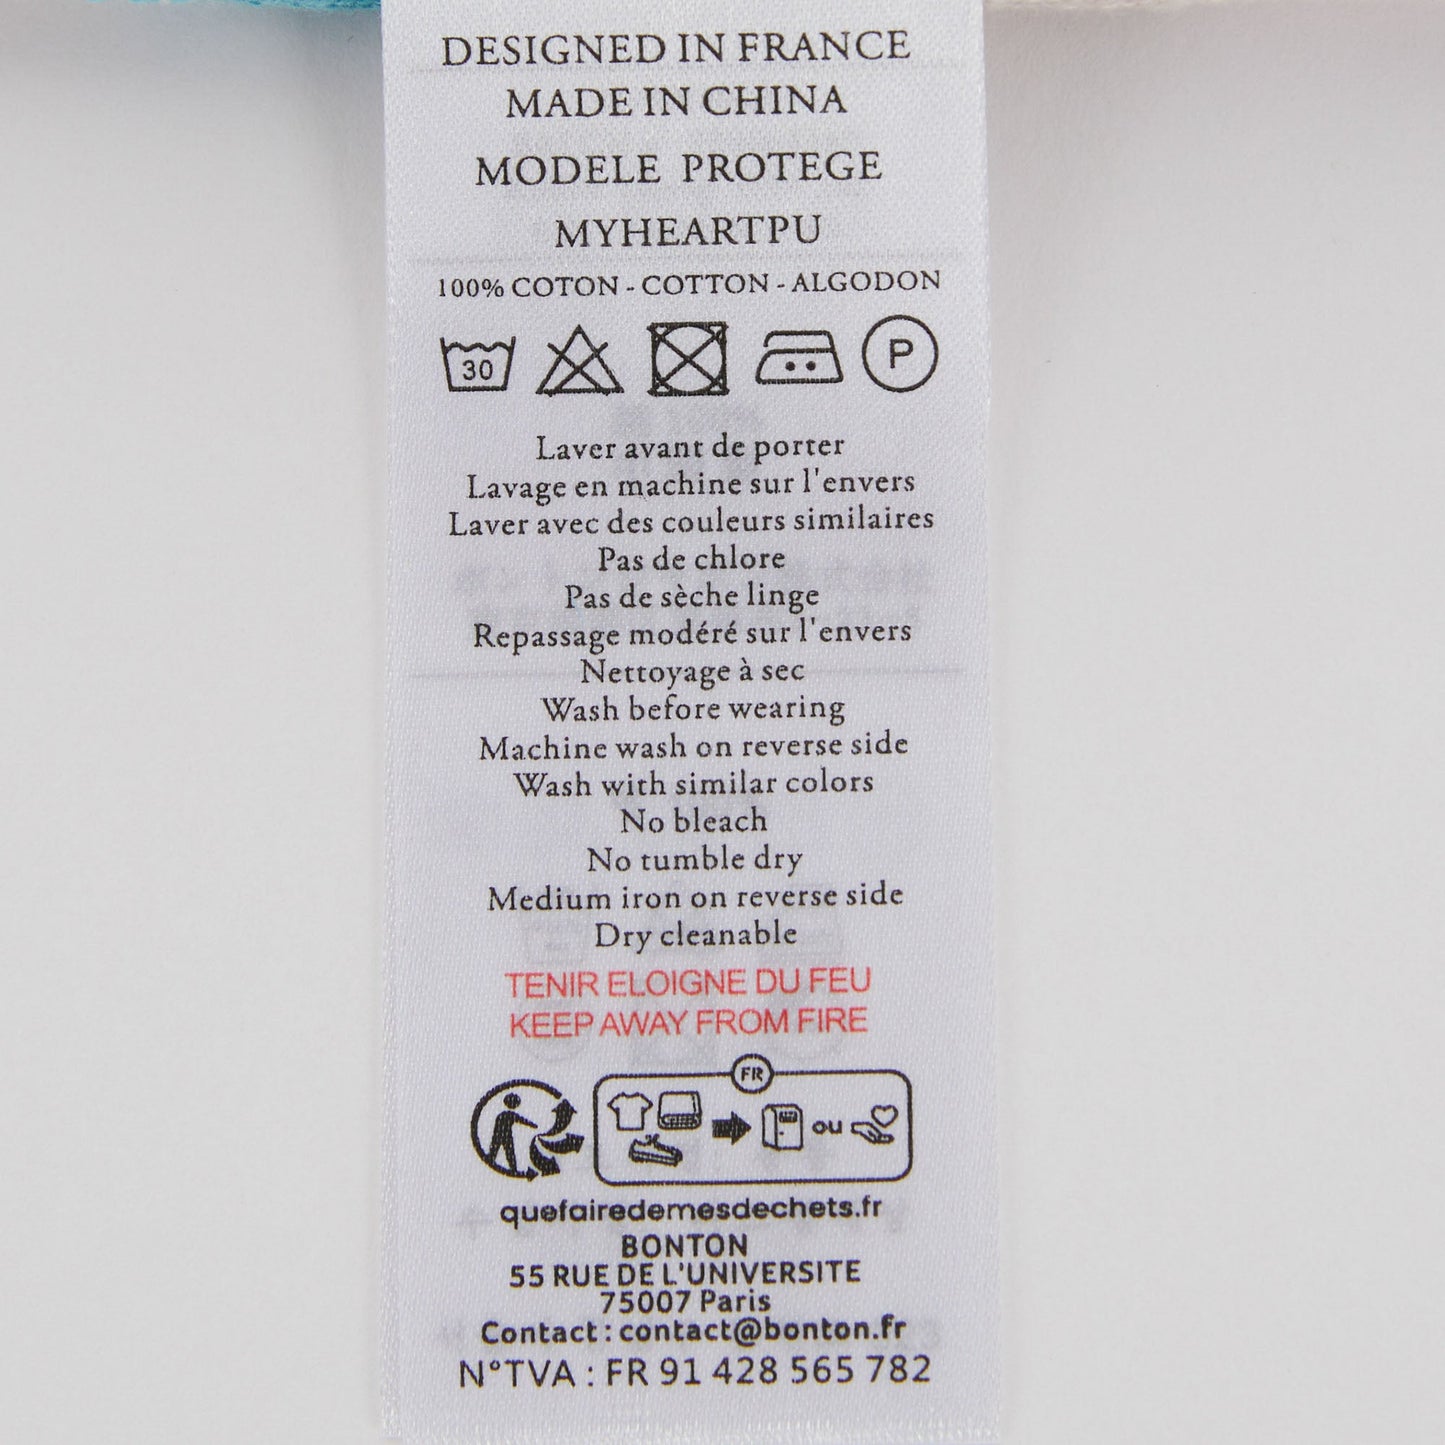 DESIGNED IN FRANCE
MADE IN CHINA
MODELE PROTEGE
MYHEARTPU
100% COTON - COTTON - ALGODON
30 P
Laver avant de porter
Lavage en machine sur l'envers
Laver avec des couleurs similaires
Pas de chlore
Pas de sèche linge
Repassage modéré sur l'envers
Nettoyage à sec
Wash before wearing
Machine wash on reverse side
Wash with similar colors
No bleach
No tumble dry
Medium iron on reverse side
Dry cleanable
TENIR ELOIGNE DU FEU
KEEP AWAY FROM FIRE
FR
ou
quefairedemesdechets.fr
BONTON
55 RUE DE L'UNIVERSITE
75007 Paris
Contact : contact@bonton.fr
N°TVA : FR 91 428 565 782